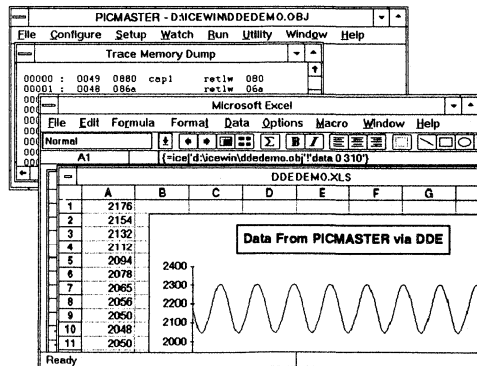 PICMASTER - D:\ICEWIN\DDEDEMO.OBJ
File Configure Setup Watch Run Utility Window Help
Trace Memory Dump
00000 : 0049 0880 cap1 retlw 080
00001 : 0048 086a retlw 06a
Microsoft Excel
File Edit Formula Format Data Options Macro Window Help
Normal Σ B I
A1 {=ice|'d:\icewin\ddedemo.obj'!'data 0 310'}
DDEDEMO.XLS
A B C D E F G
1 2176
2 2154
3 2132
4 2112
5 2094
6 2078
7 2065
8 2056
9 2050
10 2048
11 2050
Data From PICMASTER via DDE
2400
2300
2200
2100
2000
Ready